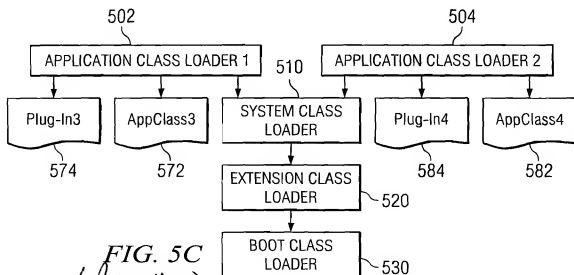 502
504
APPLICATION CLASS LOADER 1
510
APPLICATION CLASS LOADER 2
Plug-In3
AppClass3
SYSTEM CLASS
LOADER
Plug-In4
AppClass4
574
572
584
582
EXTENSION CLASS
LOADER
520
FIG. 5C
BOOT CLASS
LOADER
530